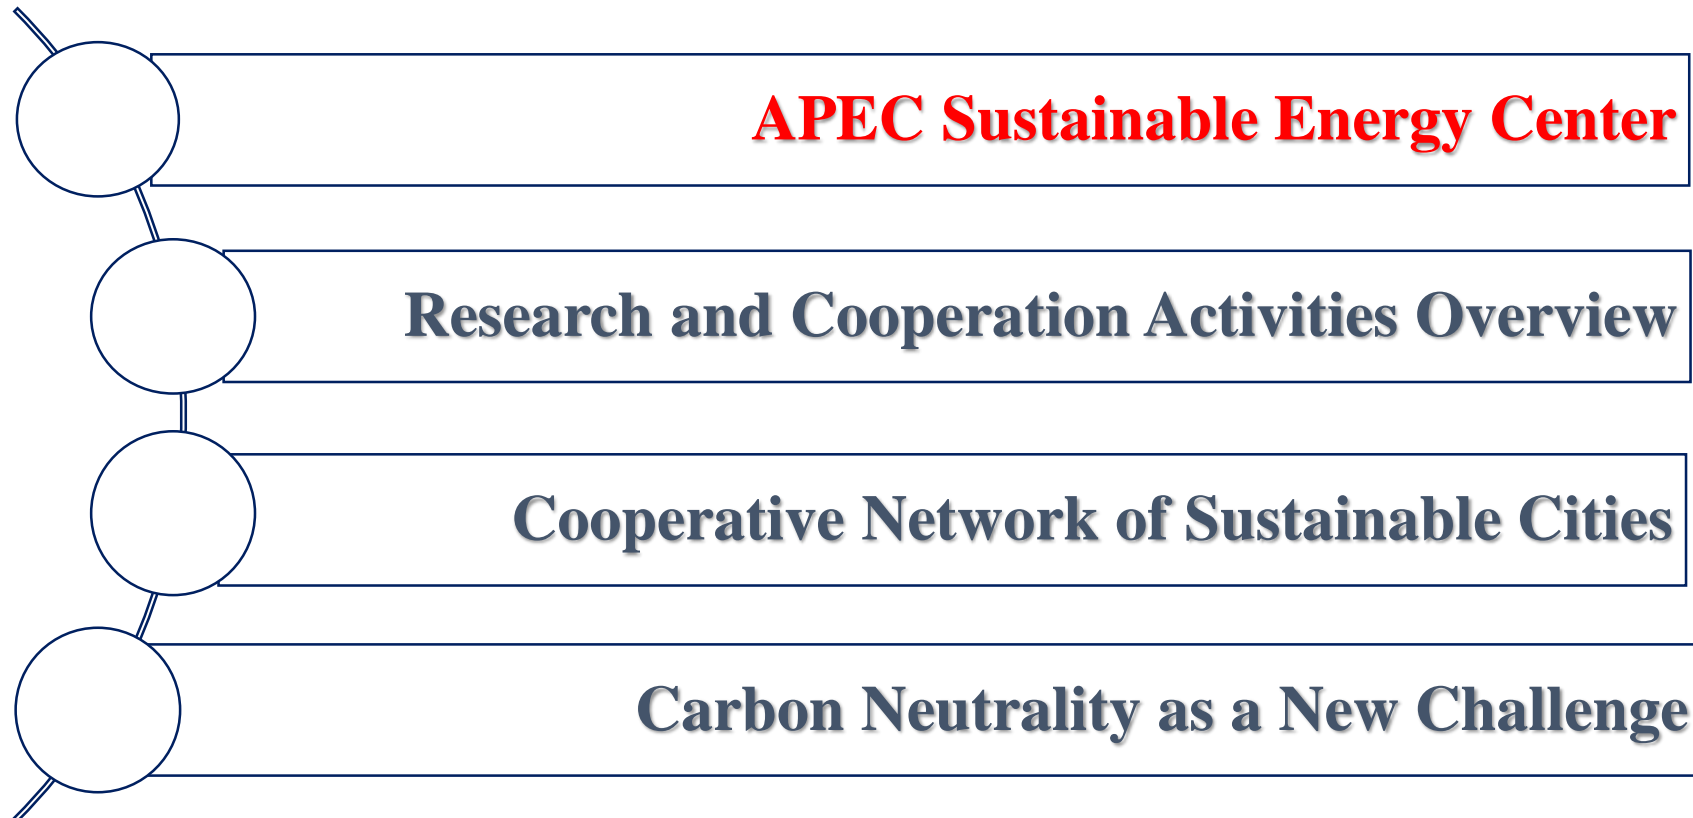 APEC Sustainable Energy Center
Research and Cooperation Activities Overview
Cooperative Network of Sustainable Cities
Carbon Neutrality as a New Challenge